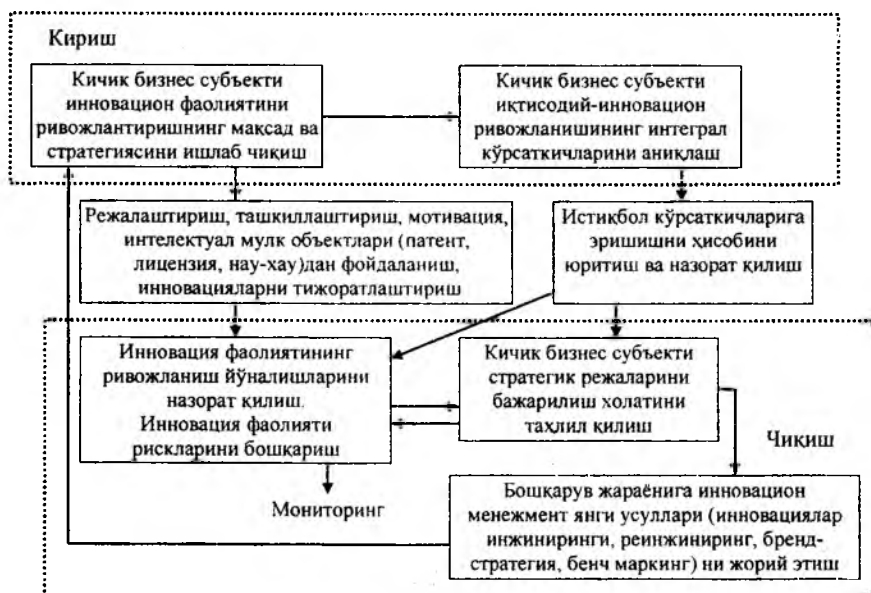 Кириш
Кичик бизнес субъекти
инновацион фаолиятини
ривожлантиришнинг мақсад ва
стратегиясини ишлаб чиқиш
Кичик бизнес субъекти
иқтисодий-инновацион
ривожланишининг интеграл
кўрсаткичларини аниқлаш
Режалаштириш, ташкиллаштириш, мотивация,
интелектуал мулк объектлари (патент,
лицензия, нау-хау)дан фойдаланиш,
инновацияларни тижоратлаштириш
Истиқбол кўрсаткичларига
эришишни ҳисобини
юритиш ва назорат қилиш
Инновация фаолиятининг
ривожланиш йўналишларини
назорат қилиш.
Инновация фаолияти
рискларини бошқариш
Кичик бизнес субъекти
стратегик режаларини
бажарилиш холатини
таҳлил қилиш
Чиқиш
Мониторинг
Бошқарув жараёнига инновацион
менежмент янги усуллари (инновациялар
инжиниринги, реинжиниринг, бренд-
стратегия, бенч маркинг) ни жорий этиш